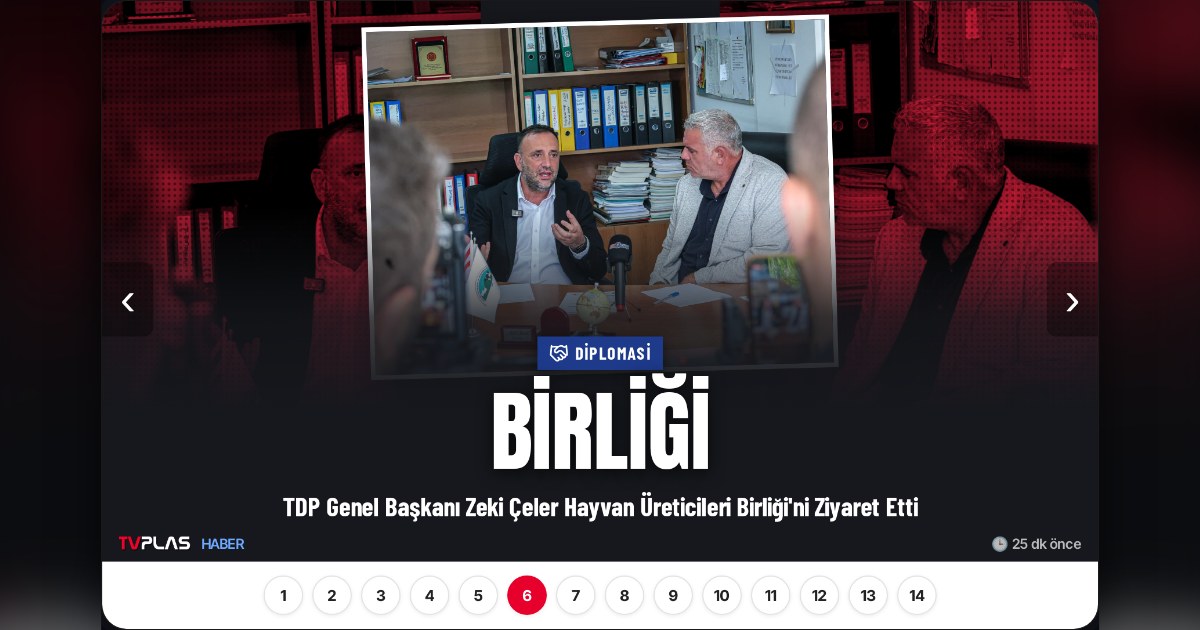 DİPLOMASİ
BİRLİĞİ
TDP Genel Başkanı Zeki Çeler Hayvan Üreticileri Birliği'ni Ziyaret Etti
TVPLAS HABER
25 dk önce
1 2 3 4 5 6 7 8 9 10 11 12 13 14